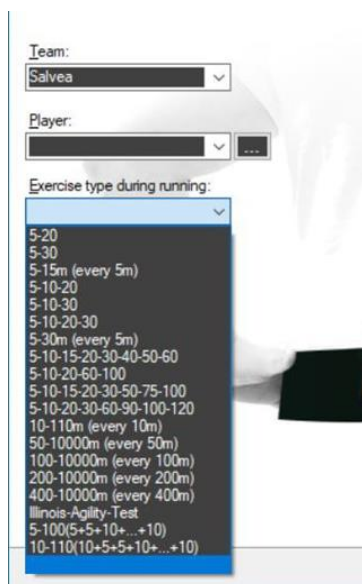 Team:
Salvea
Player:
...
Exercise type during running:
5-20
5-30
5-15m (every 5m)
5-10-20
5-10-30
5-10-20-30
5-30m (every 5m)
5-10-15-20-30-40-50-60
5-10-20-60-100
5-10-15-20-30-50-75-100
5-10-20-30-60-90-100-120
10-110m (every 10m)
50-10000m (every 50m)
100-10000m (every 100m)
200-10000m (every 200m)
400-10000m (every 400m)
Illinois-Agility-Test
5-100(5+5+10+...+10)
10-110(10+5+5+10+...+10)